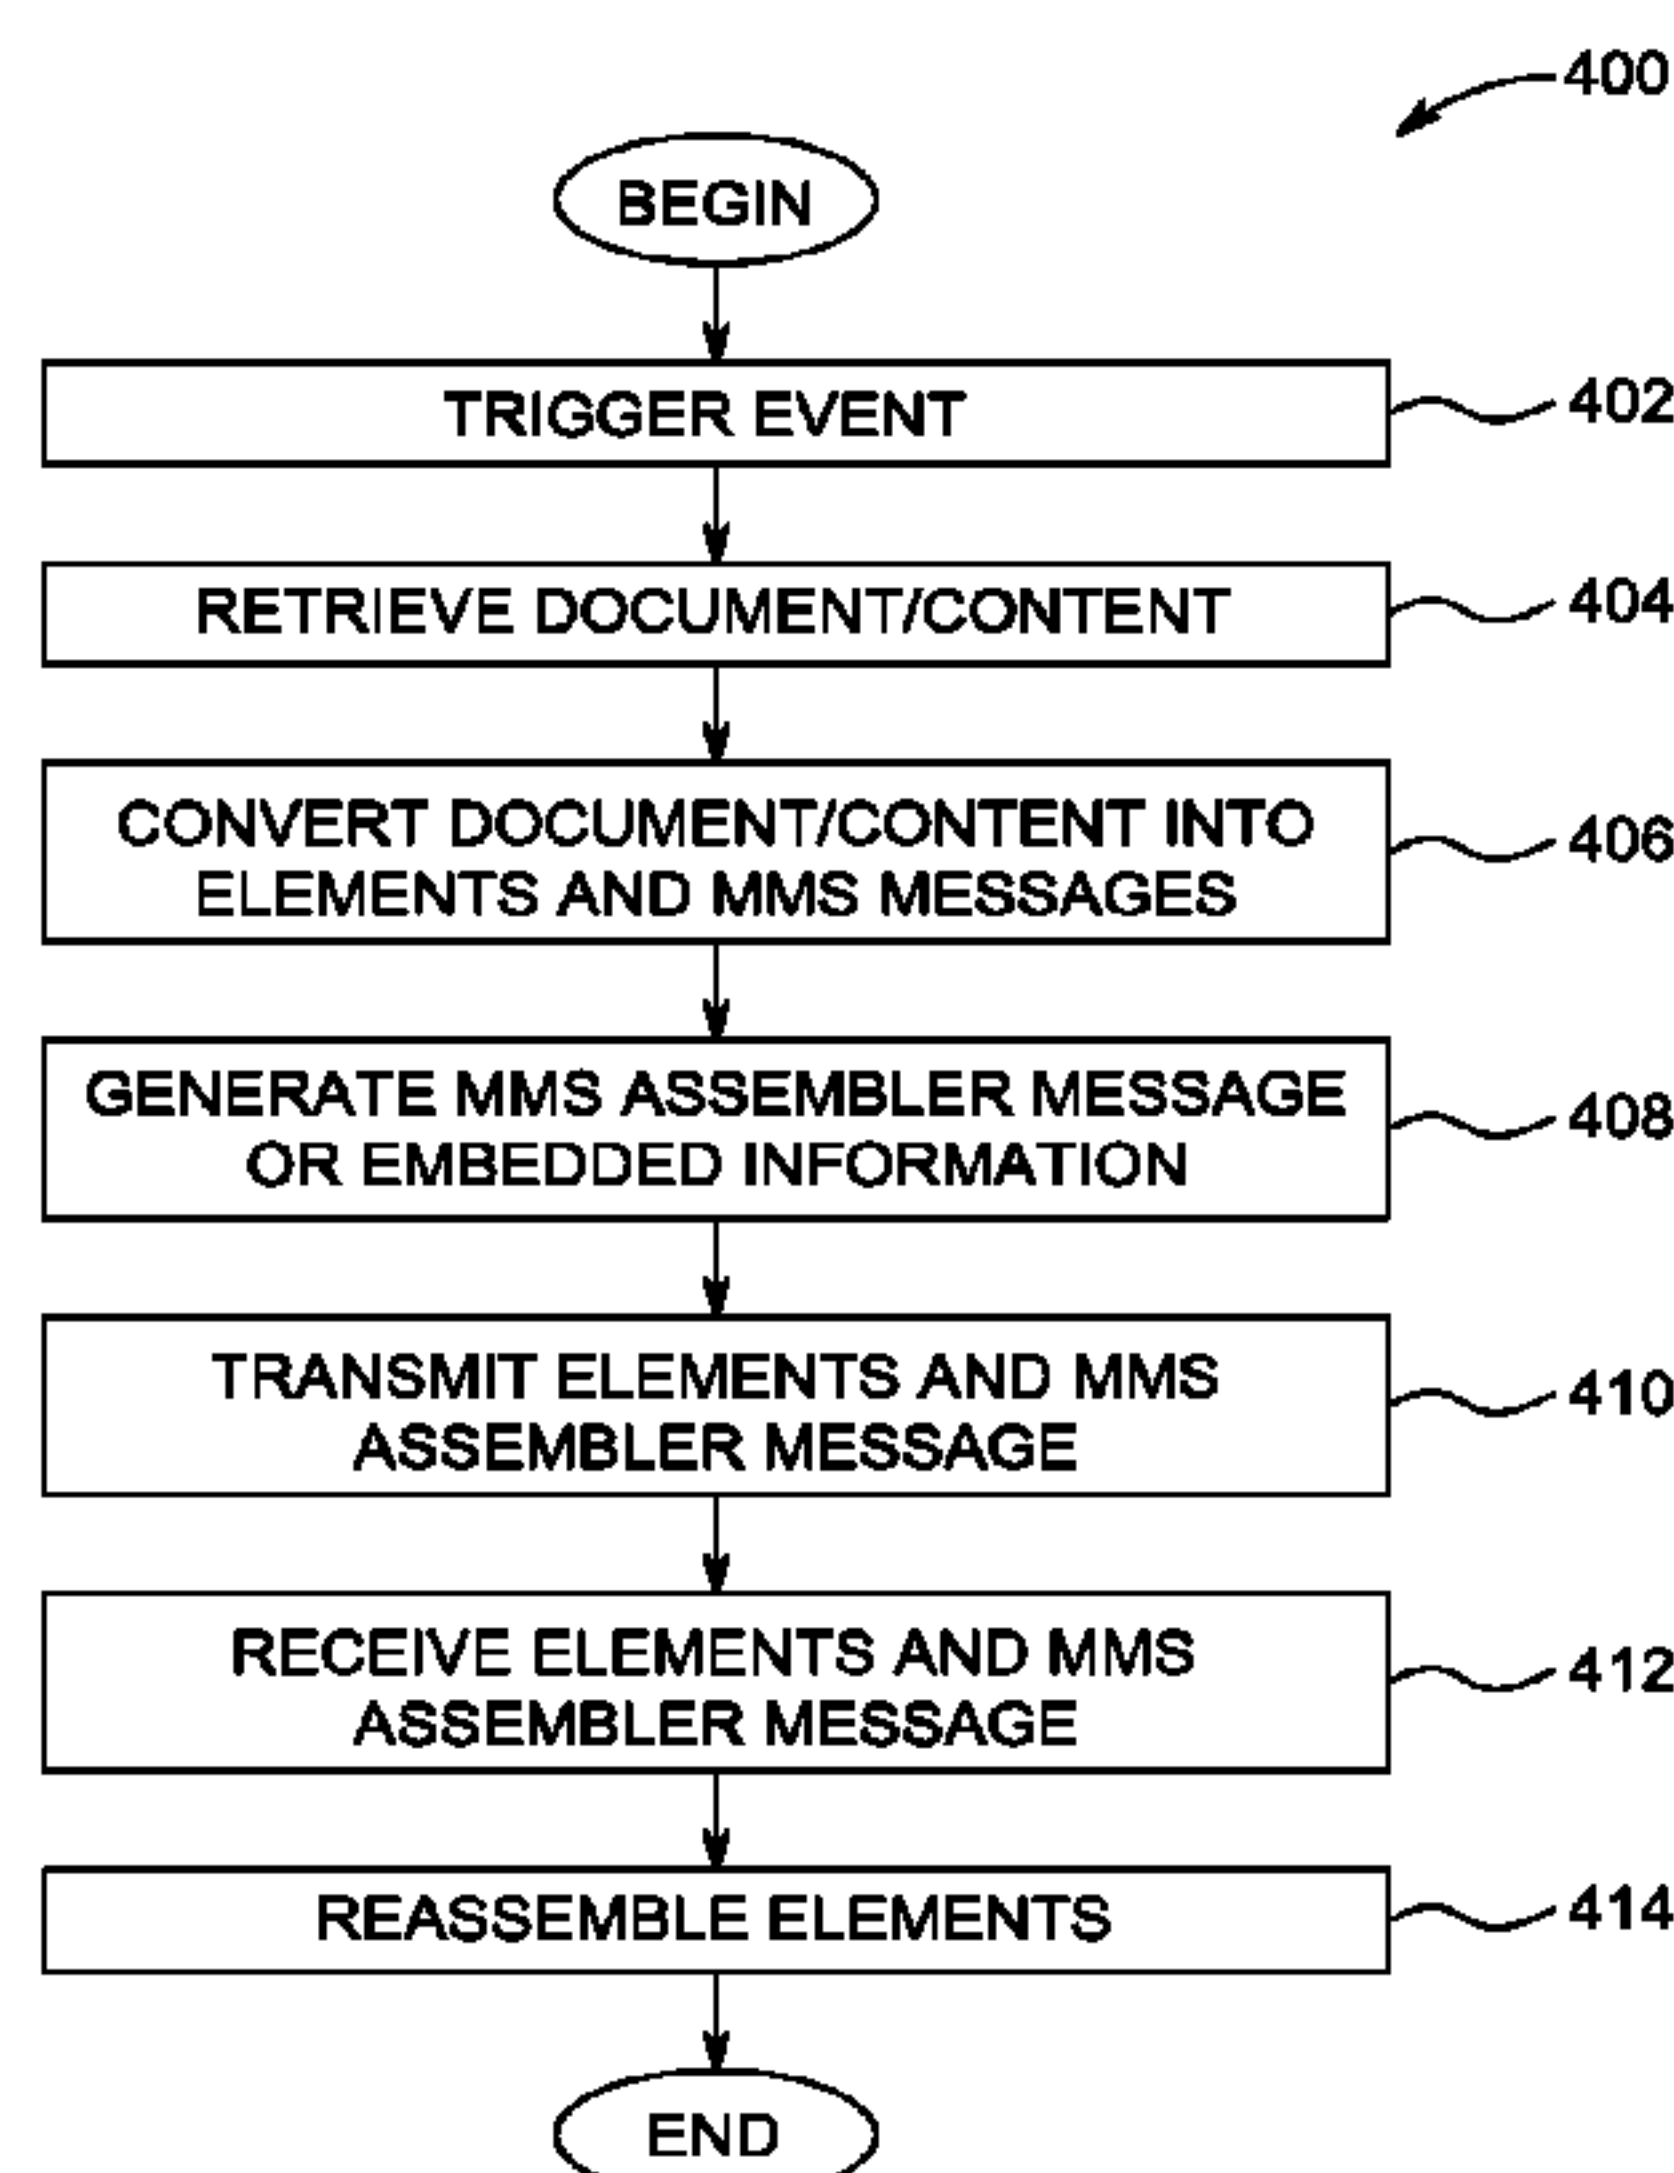 400
BEGIN
TRIGGER EVENT
402
RETRIEVE DOCUMENT/CONTENT
404
CONVERT DOCUMENT/CONTENT INTO
ELEMENTS AND MMS MESSAGES
406
GENERATE MMS ASSEMBLER MESSAGE
OR EMBEDDED INFORMATION
408
TRANSMIT ELEMENTS AND MMS
ASSEMBLER MESSAGE
410
RECEIVE ELEMENTS AND MMS
ASSEMBLER MESSAGE
412
REASSEMBLE ELEMENTS
414
END